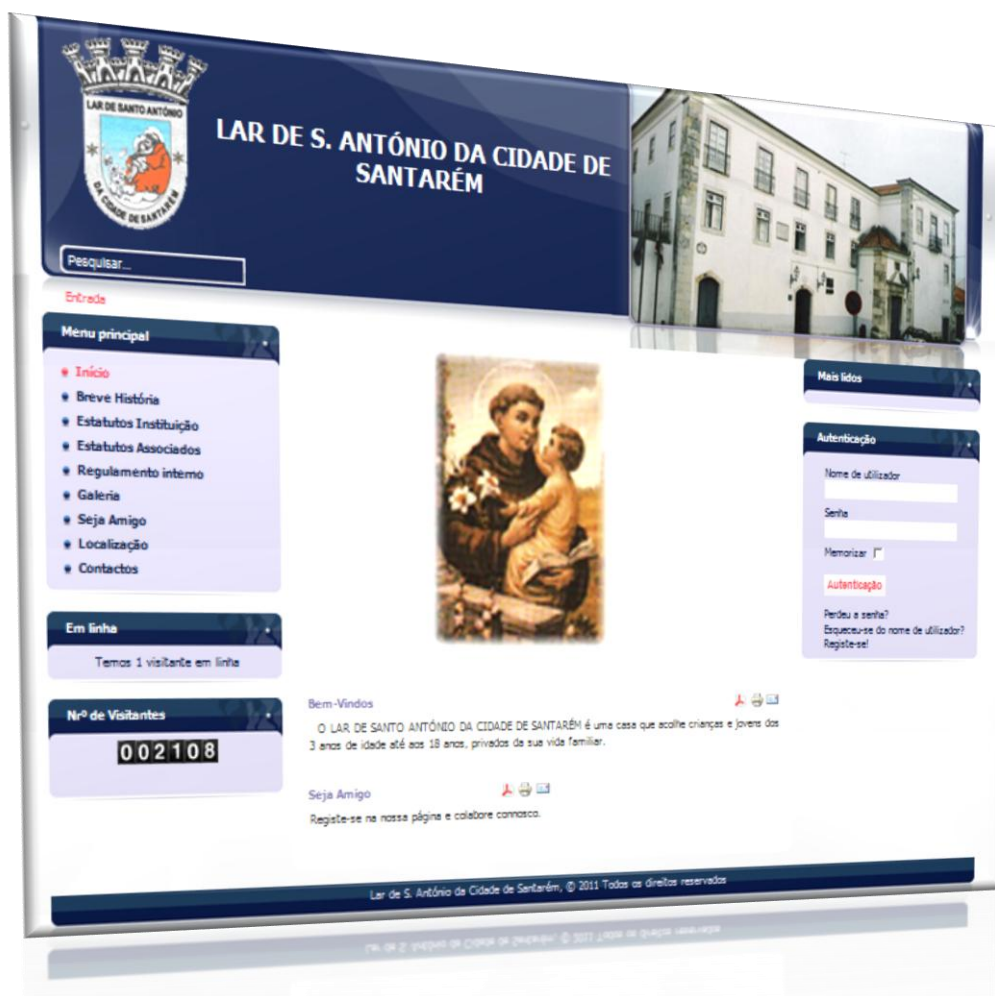 LAR DE SANTO ANTÓNIO
DA CIDADE DE SANTARÉM
LAR DE S. ANTÓNIO DA CIDADE DE
SANTARÉM
Pesquisar...
Entrada
Menu principal
Início
Breve História
Estatutos Instituição
Estatutos Associados
Regulamento interno
Galeria
Seja Amigo
Localização
Contactos
Em linha
Temos 1 visitante em linha
Nrº de Visitantes
002108
Bem-Vindos
O LAR DE SANTO ANTÓNIO DA CIDADE DE SANTARÉM é uma casa que acolhe crianças e jovens dos
3 anos de idade até aos 18 anos, privados da sua vida familiar.
Seja Amigo
Registe-se na nossa página e colabore connosco.
Mais lidos
Autenticação
Nome de utilizador
Senha
Memorizar
Autenticação
Perdeu a senha?
Esqueceu-se do nome de utilizador?
Registe-se!
Lar de S. António da Cidade de Santarém, © 2011 Todos os direitos reservados